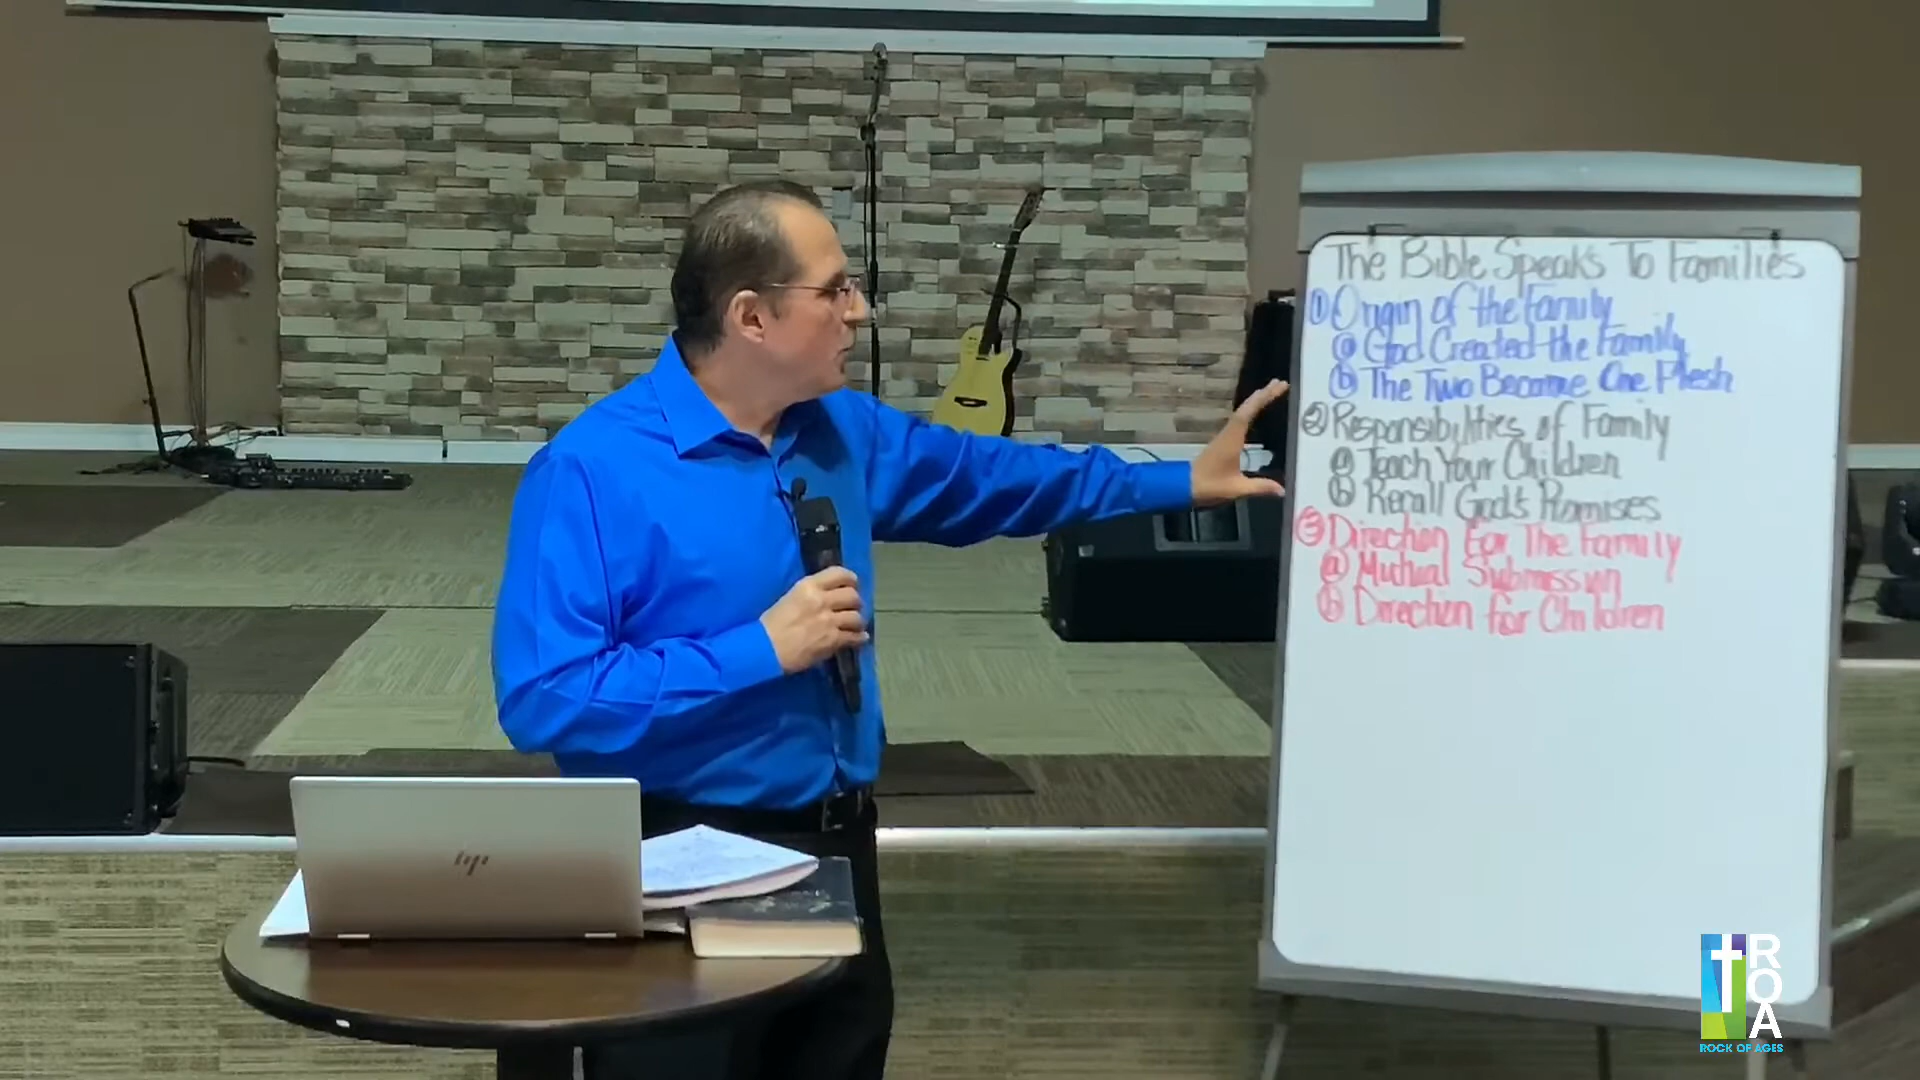 The Bible Speaks To Families
① Origin of the Family
ⓐ God Created the Family
ⓑ The Two Become One Flesh
② Responsibilities of Family
ⓐ Teach Your Children
ⓑ Recall God's Promises
③ Direction For The Family
ⓐ Mutual Submission
ⓑ Direction for Children
hp
ROA
ROCK OF AGES